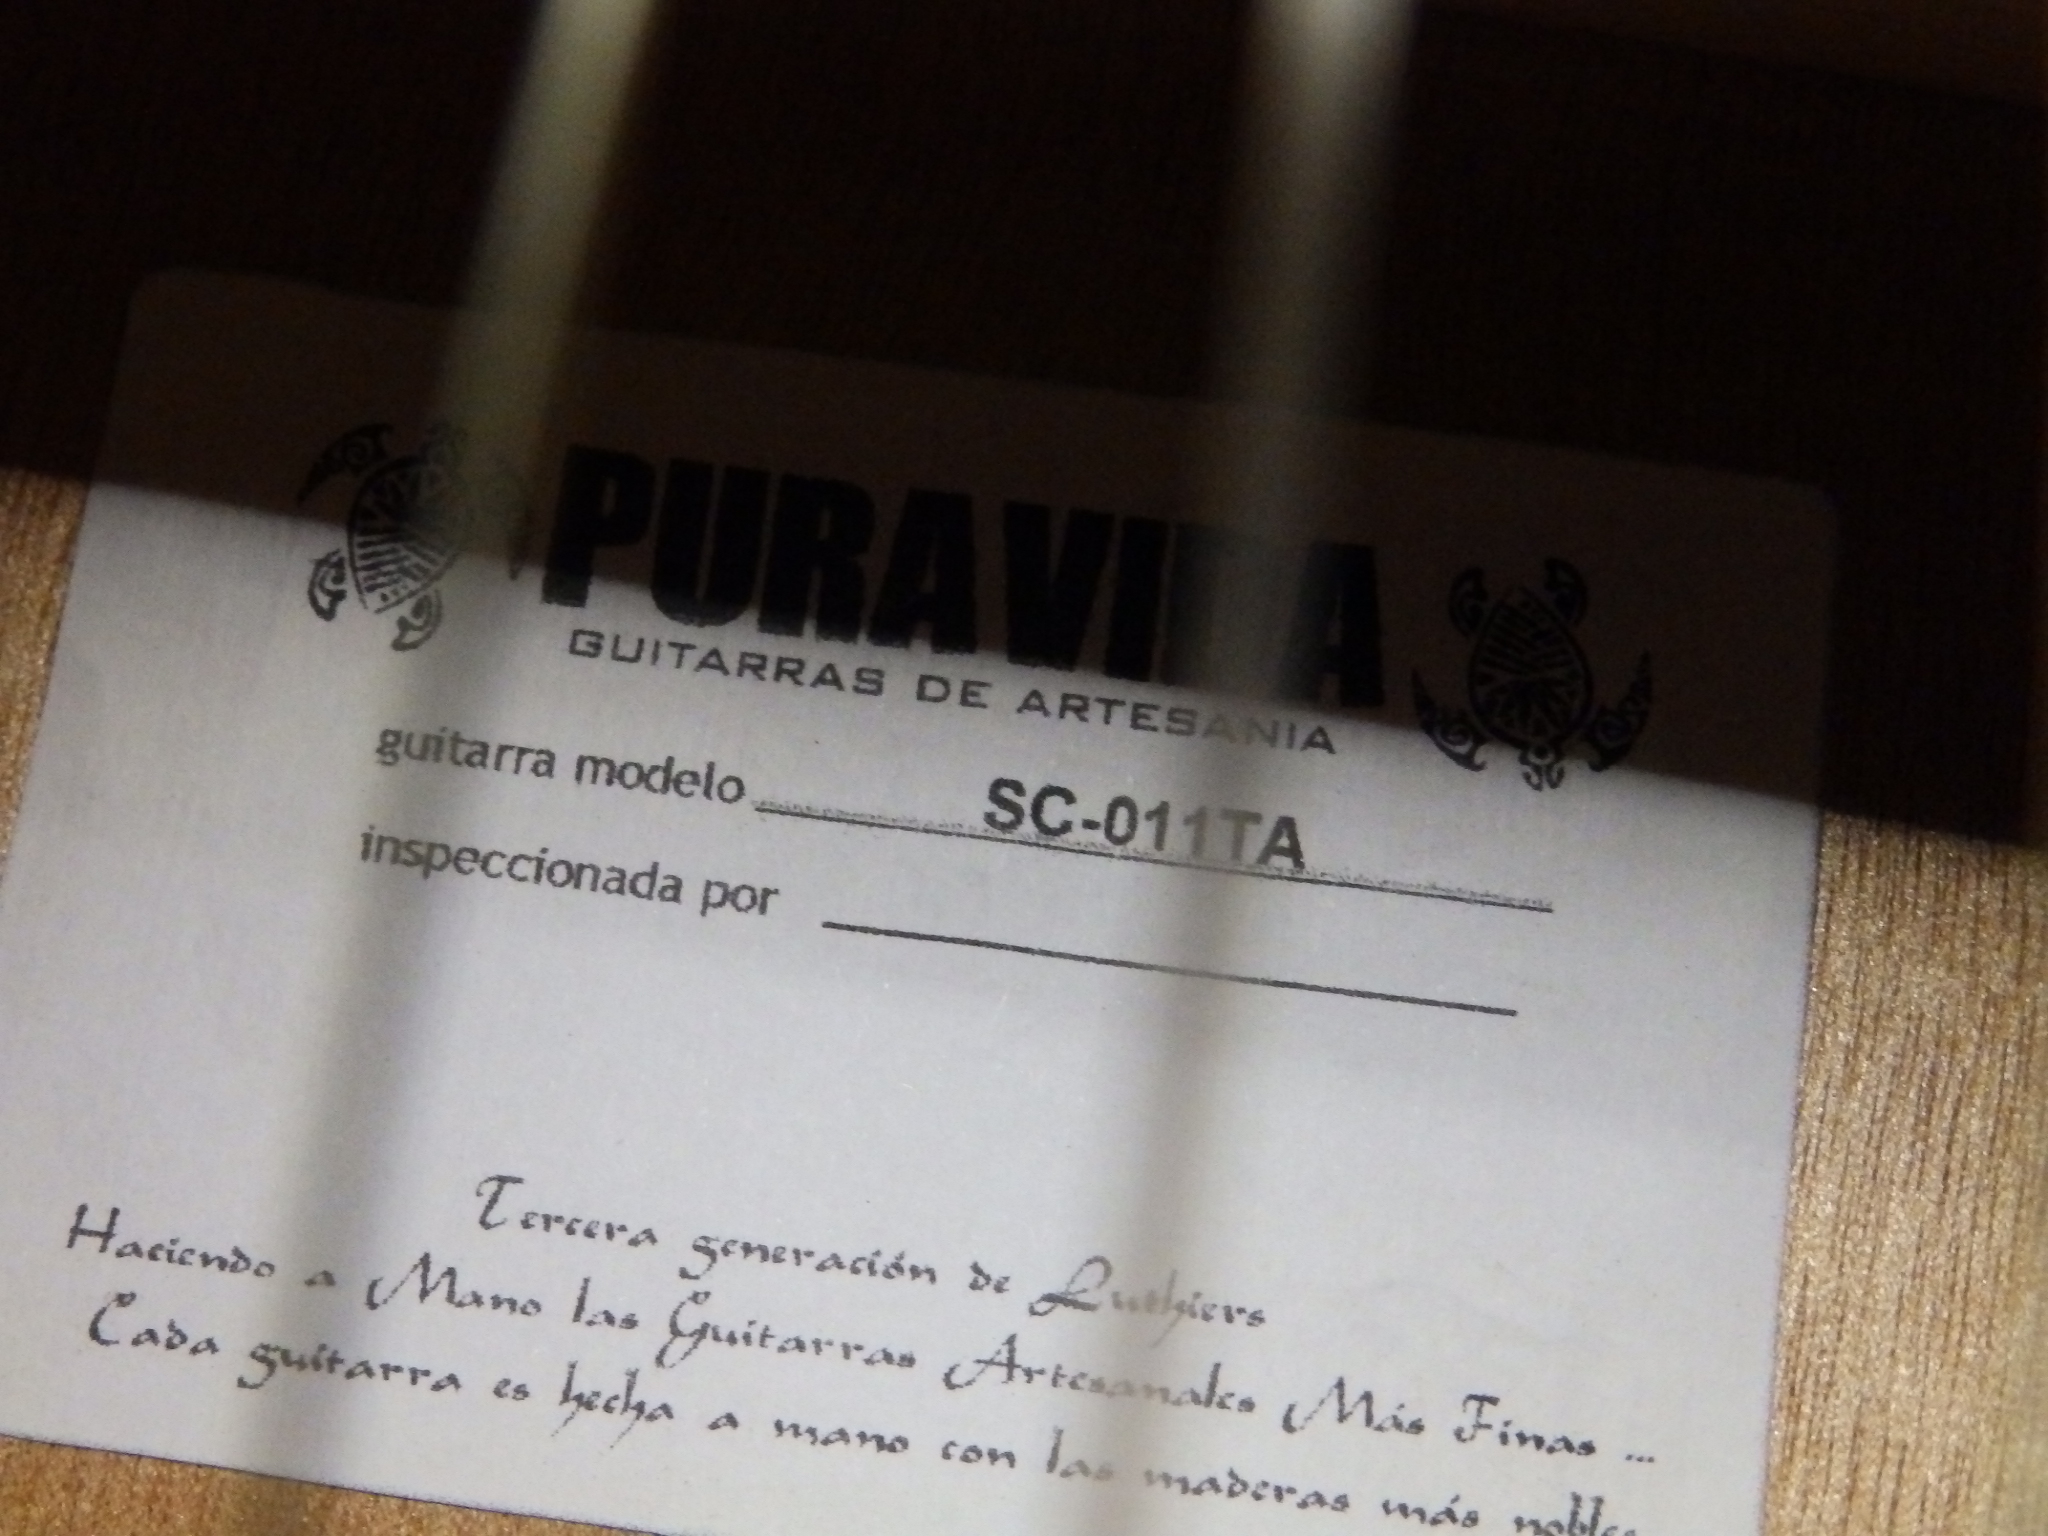 PURAVIDA
GUITARRAS DE ARTESANIA
guitarra modelo SC-011TA
inspeccionada por
Tercera generación de Luthiers
Haciendo a Mano las Guitarras Artesanales Más Finas ...
Cada guitarra es hecha a mano con las maderas más nobles